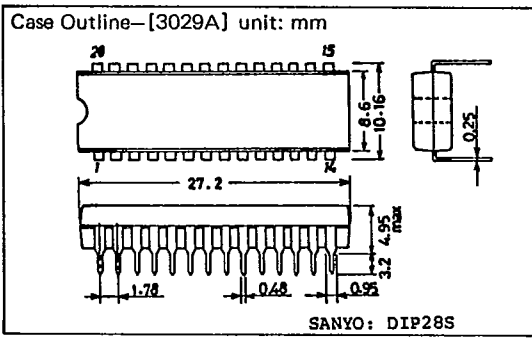 Case Outline—[3029A] unit: mm
28 15
8.6
10.16
0.25
1 14
27.2
4.95
max
3.2
1.78 0.48 0.95
SANYO: DIP28S